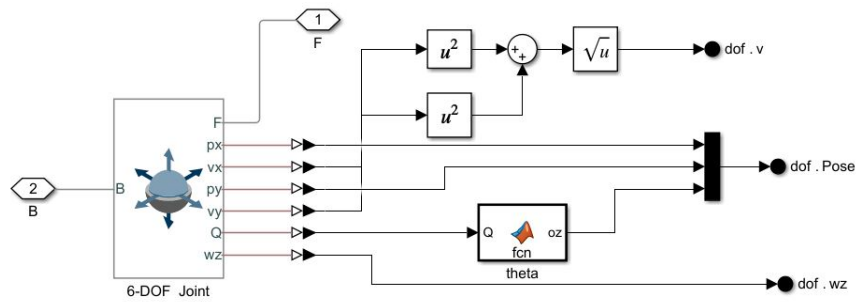 1
F
u²
+
+
√u
dof . v
u²
F
px
vx
py
vy
Q
wz
2
B
B
6-DOF Joint
dof . Pose
Q
oz
fcn
theta
dof . wz